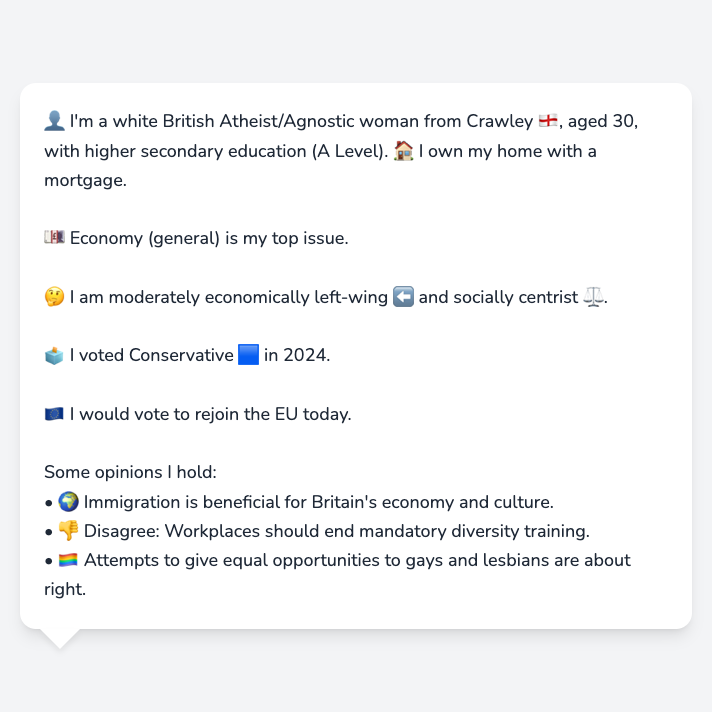 👤 I'm a white British Atheist/Agnostic woman from Crawley 🏴󠁧󠁢󠁥󠁮󠁧󠁿, aged 30,
with higher secondary education (A Level). 🏠 I own my home with a
mortgage.
💷 Economy (general) is my top issue.
🤔 I am moderately economically left-wing ⬅️ and socially centrist ⚖️.
🗳️ I voted Conservative 🟦 in 2024.
🇪🇺 I would vote to rejoin the EU today.
Some opinions I hold:
• 🌍 Immigration is beneficial for Britain's economy and culture.
• 👎 Disagree: Workplaces should end mandatory diversity training.
• 🏳️‍🌈 Attempts to give equal opportunities to gays and lesbians are about
right.